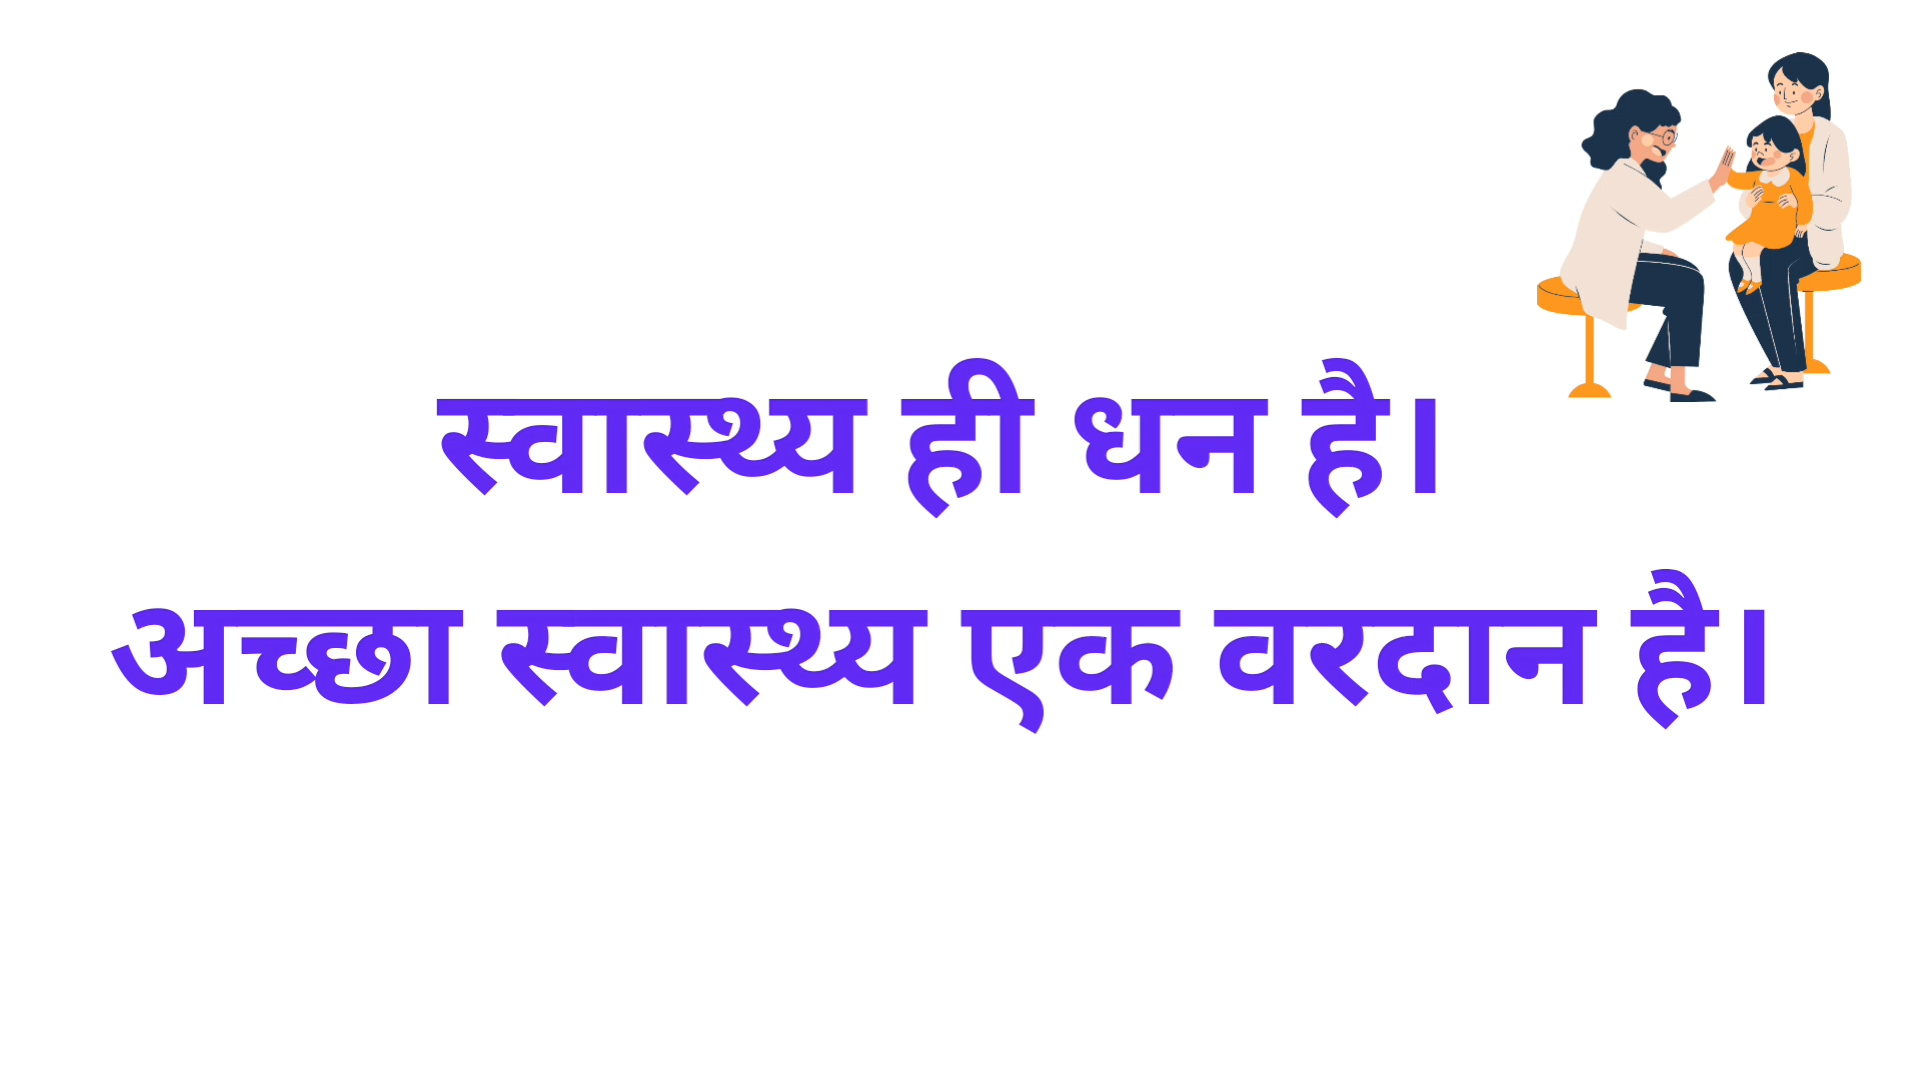 स्वास्थ्य ही धन है।
अच्छा स्वास्थ्य एक वरदान है।